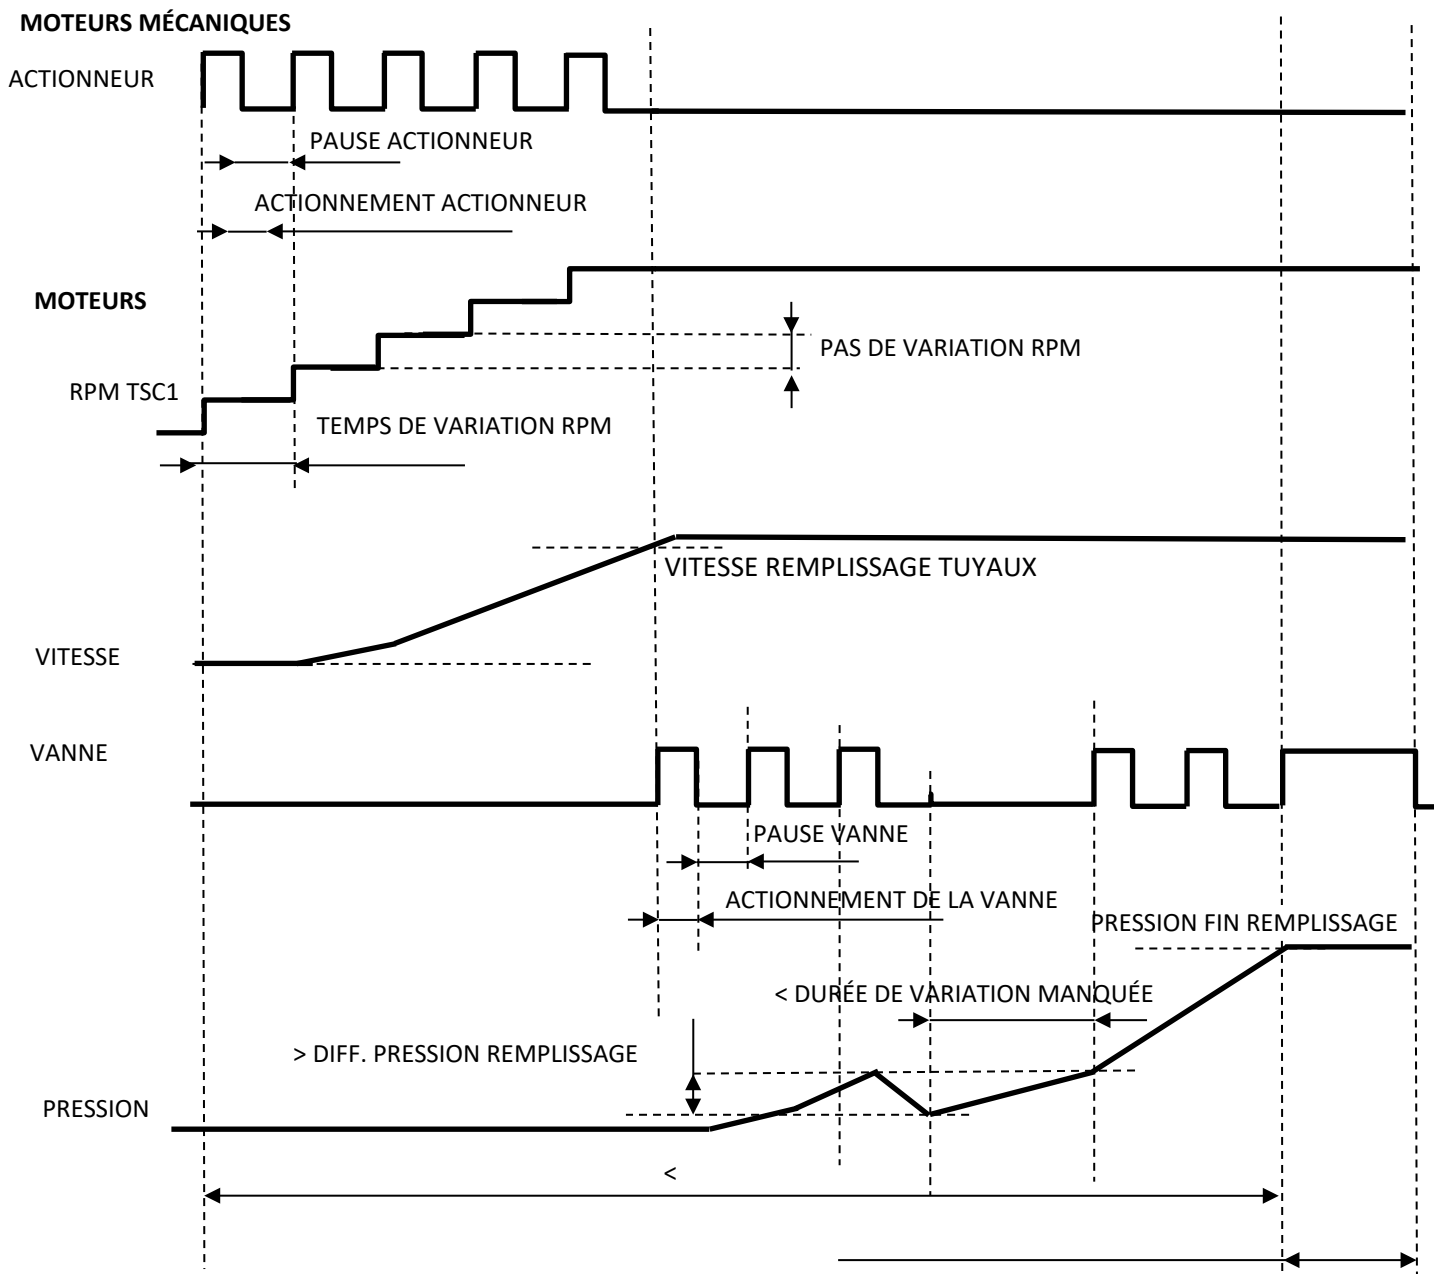 MOTEURS MÉCANIQUES
ACTIONNEUR
PAUSE ACTIONNEUR
ACTIONNEMENT ACTIONNEUR
MOTEURS
PAS DE VARIATION RPM
RPM TSC1
TEMPS DE VARIATION RPM
VITESSE REMPLISSAGE TUYAUX
VITESSE
VANNE
PAUSE VANNE
ACTIONNEMENT DE LA VANNE
PRESSION FIN REMPLISSAGE
< DURÉE DE VARIATION MANQUÉE
> DIFF. PRESSION REMPLISSAGE
PRESSION
<